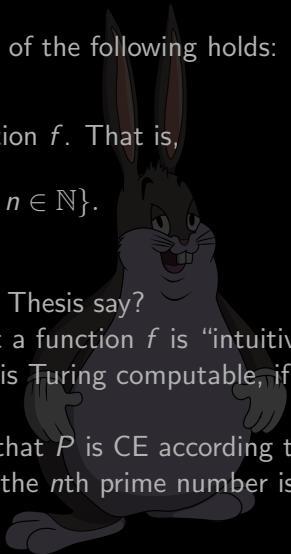 of the following holds:
tion f. That is,
n ∈ ℕ}.
Thesis say?
t a function f is “intuitiv
is Turing computable, if
that P is CE according t
the nth prime number is